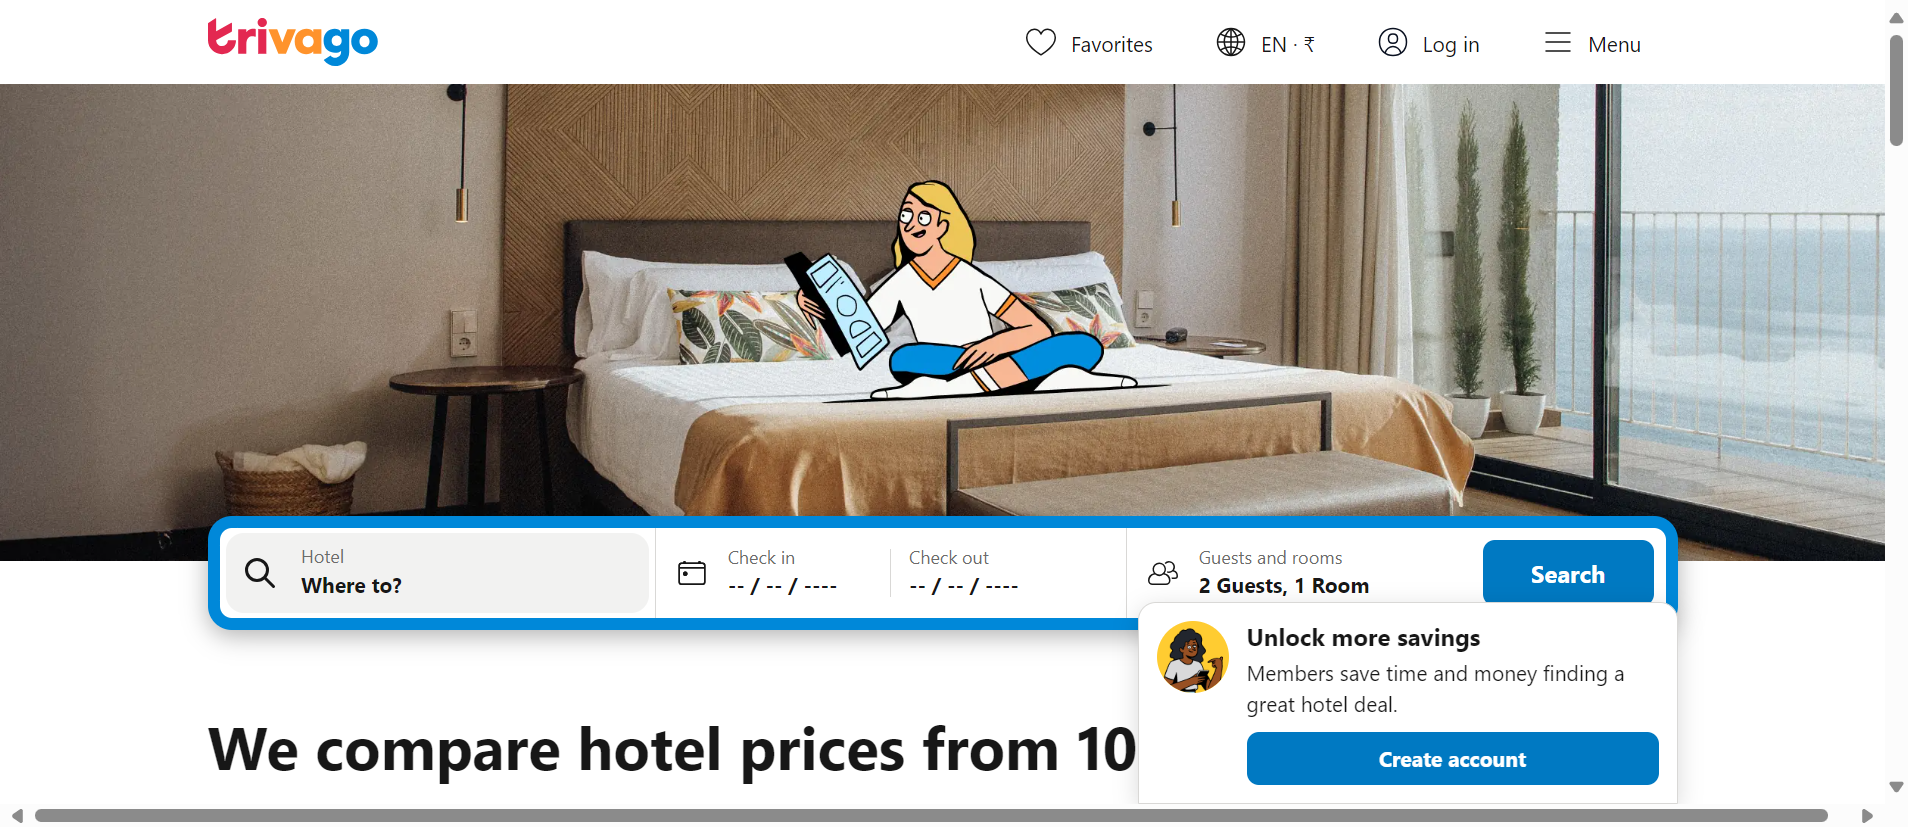 trivago
Favorites
EN · ₹
Log in
Menu
Hotel
Where to?
Check in
-- / -- / ----
Check out
-- / -- / ----
Guests and rooms
2 Guests, 1 Room
Search
Unlock more savings
Members save time and money finding a
great hotel deal.
Create account
We compare hotel prices from 10